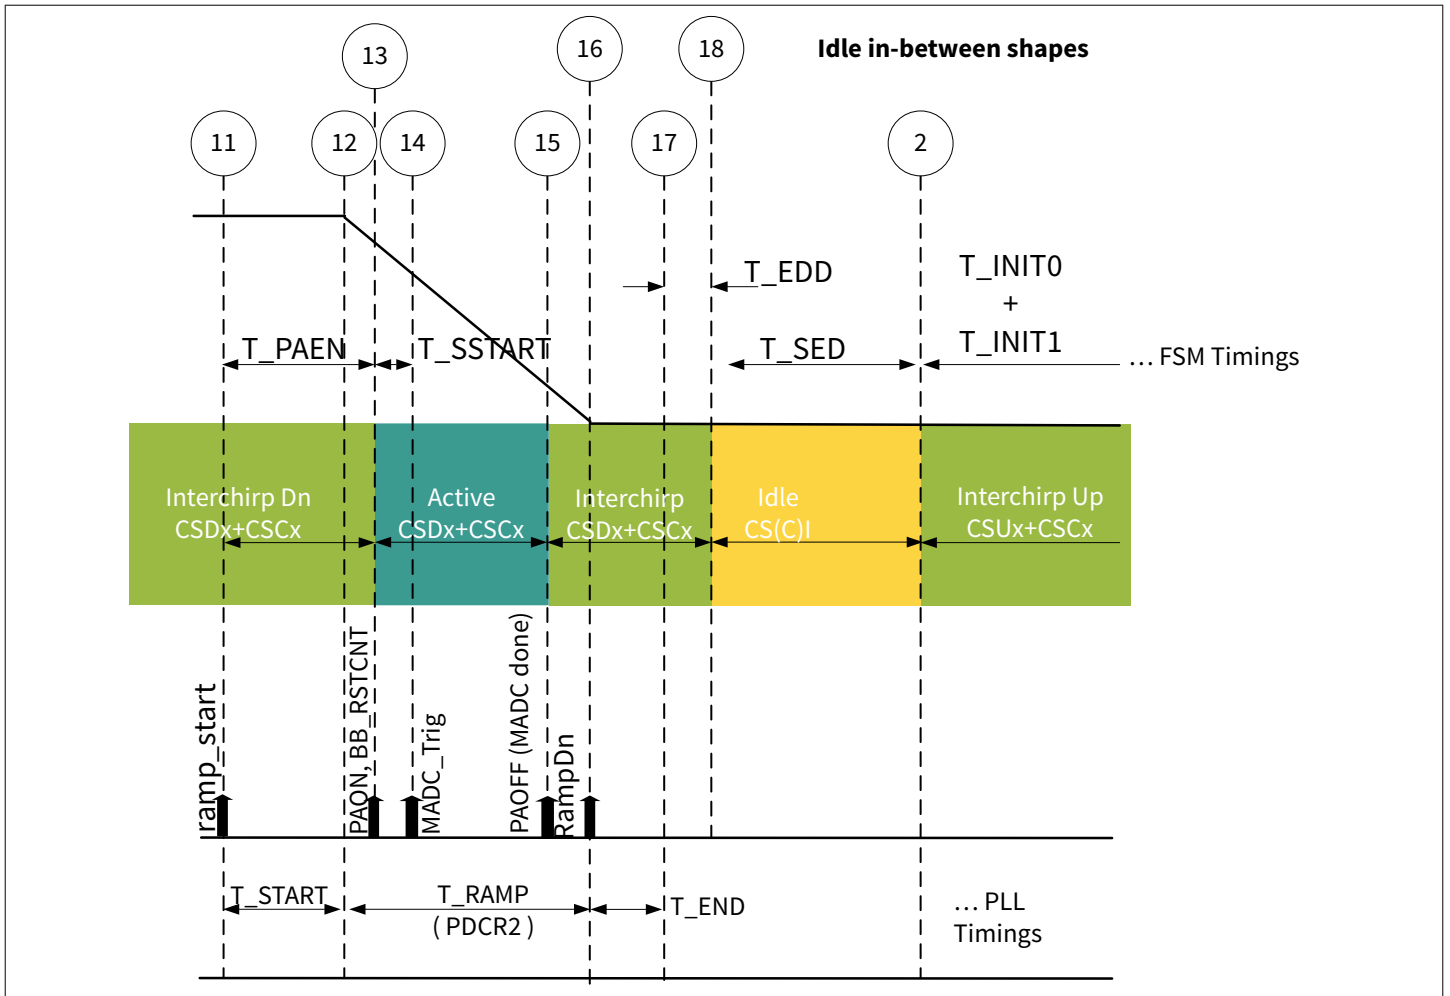 Idle in-between shapes
13
16
18
11
12
14
15
17
2
T_EDD
T_INIT0
+
T_INIT1
T_PAEN
T_SSTART
T_SED
... FSM Timings
Interchirp Dn
CSDx+CSCx
Active
CSDx+CSCx
Interchirp
CSDx+CSCx
Idle
CS(C)I
Interchirp Up
CSUx+CSCx
ramp_start
PAON, BB_RSTCNT
MADC_Trig
PAOFF (MADC done)
RampDn
T_START
T_RAMP
( PDCR2 )
T_END
... PLL
Timings